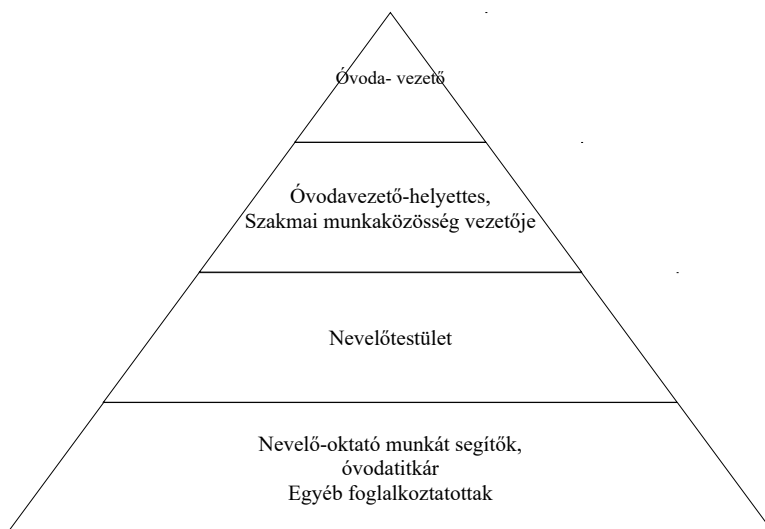 Óvoda- vezető
Óvodavezető-helyettes,
Szakmai munkaközösség vezetője
Nevelőtestület
Nevelő-oktató munkát segítők,
óvodatitkár
Egyéb foglalkoztatottak